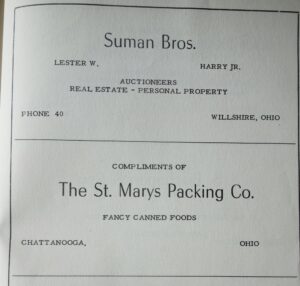 Suman Bros.
LESTER W. HARRY JR.
AUCTIONEERS
REAL ESTATE - PERSONAL PROPERTY
PHONE 40 WILLSHIRE, OHIO
COMPLIMENTS OF
The St. Marys Packing Co.
FANCY CANNED FOODS
CHATTANOOGA, OHIO